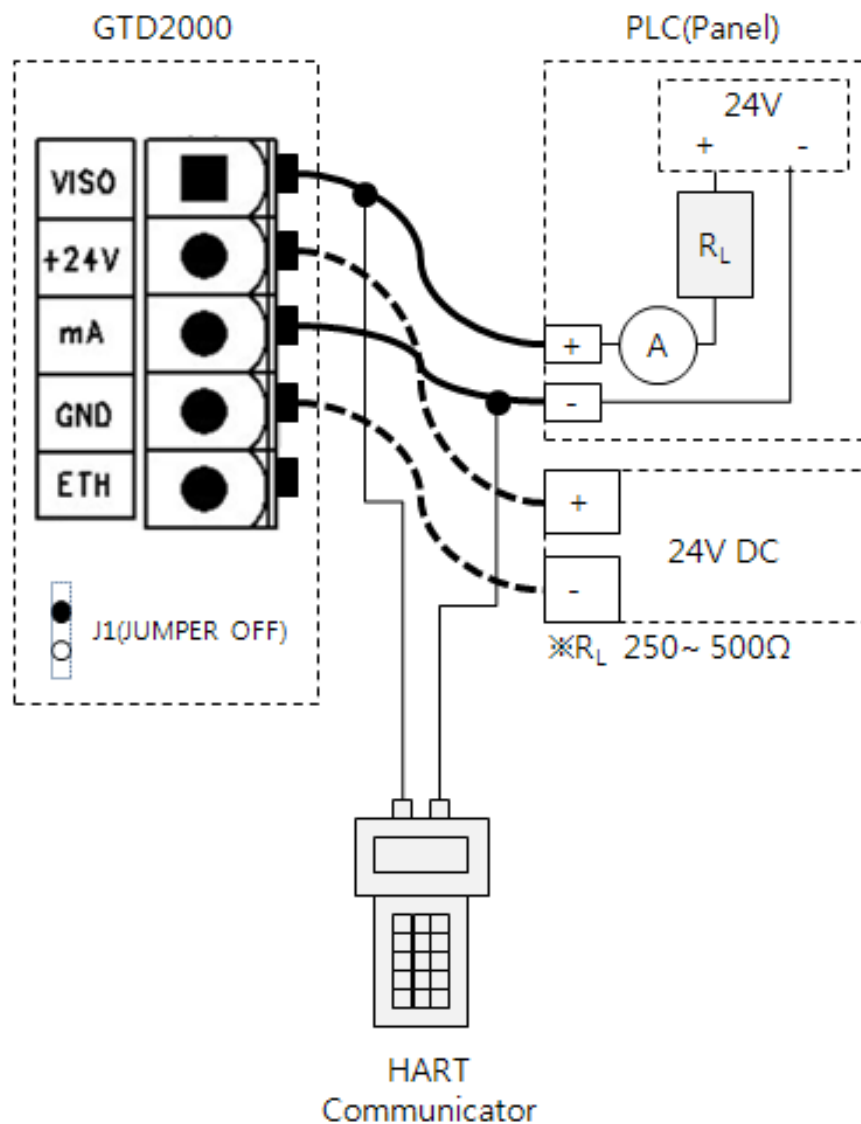 GTD2000
PLC(Panel)
24V
+ -
VISO
+24V
mA
GND
ETH
RL
+
A
-
+
24V DC
-
J1(JUMPER OFF)
※RL 250~ 500Ω
HART
Communicator